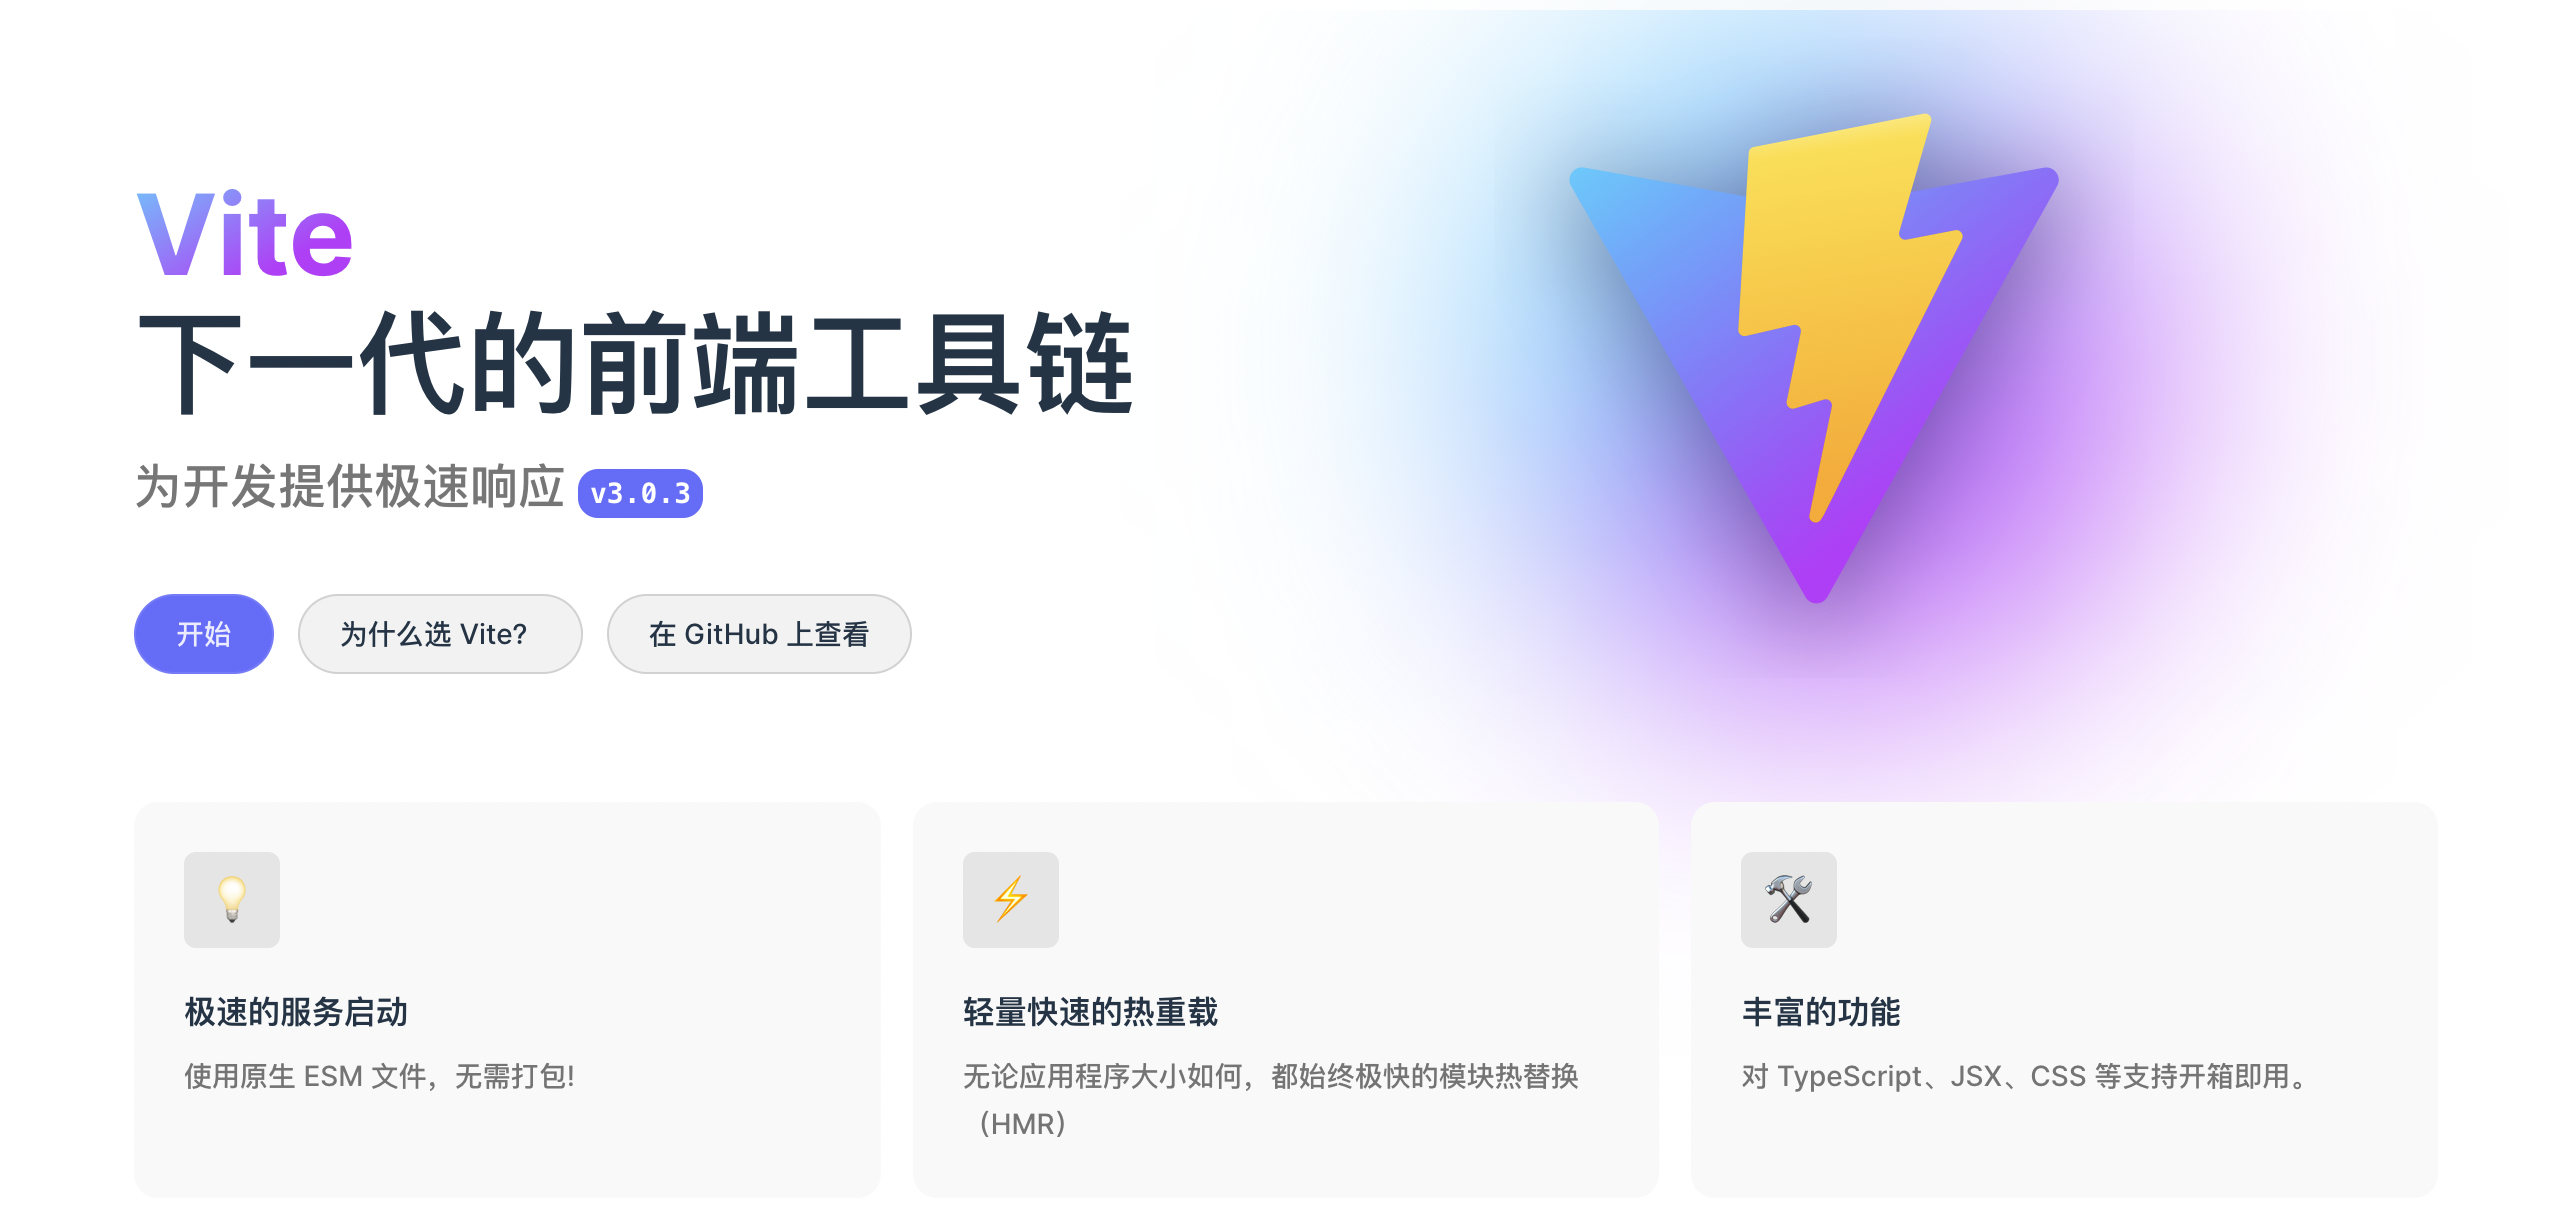 Vite
下一代的前端工具链
为开发提供极速响应 v3.0.3
开始
为什么选 Vite?
在 GitHub 上查看
极速的服务启动
使用原生 ESM 文件，无需打包!
轻量快速的热重载
无论应用程序大小如何，都始终极快的模块热替换
（HMR）
丰富的功能
对 TypeScript、JSX、CSS 等支持开箱即用。